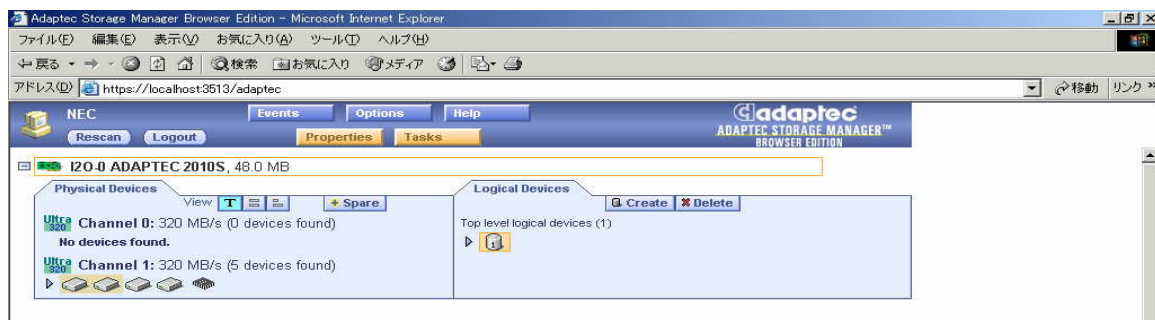 Adaptec Storage Manager Browser Edition - Microsoft Internet Explorer
ファイル(F) 編集(E) 表示(V) お気に入り(A) ツール(T) ヘルプ(H)
戻る 検索 お気に入り メディア
アドレス(D) https://localhost:3513/adaptec 移動 リンク »
NEC Events Options Help adaptec
Rescan Logout Properties Tasks ADAPTEC STORAGE MANAGER™
BROWSER EDITION
I2O-0 ADAPTEC 2010S, 48.0 MB
Physical Devices Logical Devices
View T + Spare Create ✖ Delete
Ultra 320 Channel 0: 320 MB/s (0 devices found) Top level logical devices (1)
No devices found. 1
Ultra 320 Channel 1: 320 MB/s (5 devices found)